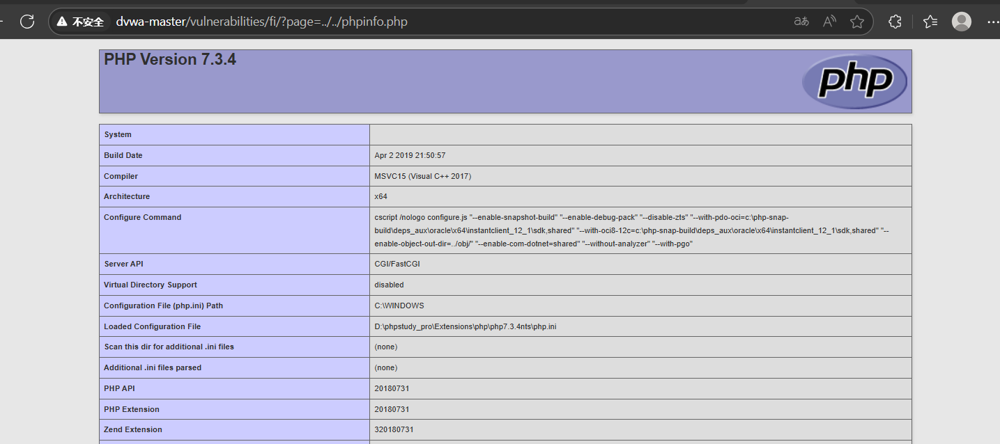 不安全 dvwa-master/vulnerabilities/fi/?page=../../phpinfo.php aあ A
PHP Version 7.3.4
php
System
Build Date Apr 2 2019 21:50:57
Compiler MSVC15 (Visual C++ 2017)
Architecture x64
Configure Command cscript /nologo configure.js "--enable-snapshot-build" "--enable-debug-pack" "--disable-zts" "--with-pdo-oci=c:\php-snap-
build\deps_aux\oracle\x64\instantclient_12_1\sdk,shared" "--with-oci8-12c=c:\php-snap-build\deps_aux\oracle\x64\instantclient_12_1\sdk,shared" "--
enable-object-out-dir=../obj/" "--enable-com-dotnet=shared" "--without-analyzer" "--with-pgo"
Server API CGI/FastCGI
Virtual Directory Support disabled
Configuration File (php.ini) Path C:\WINDOWS
Loaded Configuration File D:\phpstudy_pro\Extensions\php\php7.3.4nts\php.ini
Scan this dir for additional .ini files (none)
Additional .ini files parsed (none)
PHP API 20180731
PHP Extension 20180731
Zend Extension 320180731